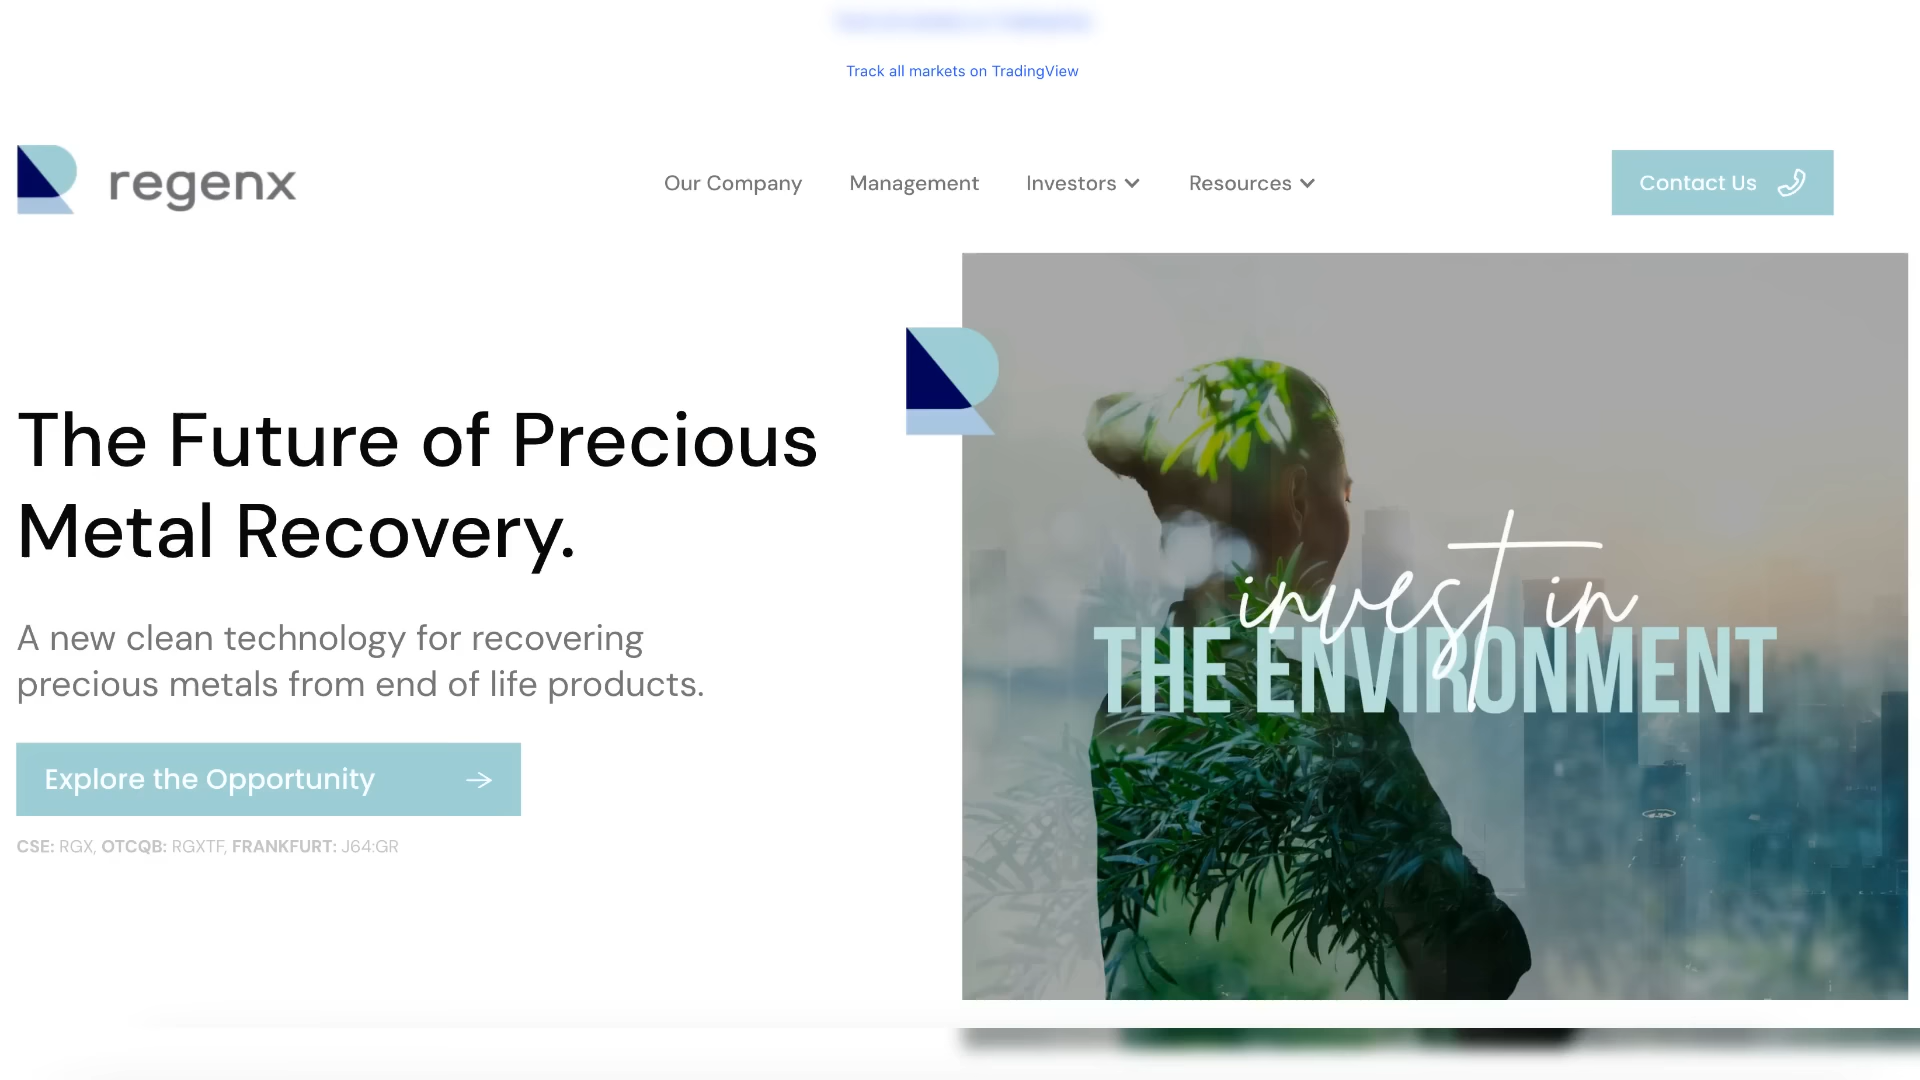 Track all markets on TradingView
regenx
Our Company
Management
Investors
Resources
Contact Us
The Future of Precious
Metal Recovery.
A new clean technology for recovering
precious metals from end of life products.
Explore the Opportunity
CSE: RGX, OTCQB: RGXTF, FRANKFURT: J64:GR
invest in
THE ENVIRONMENT